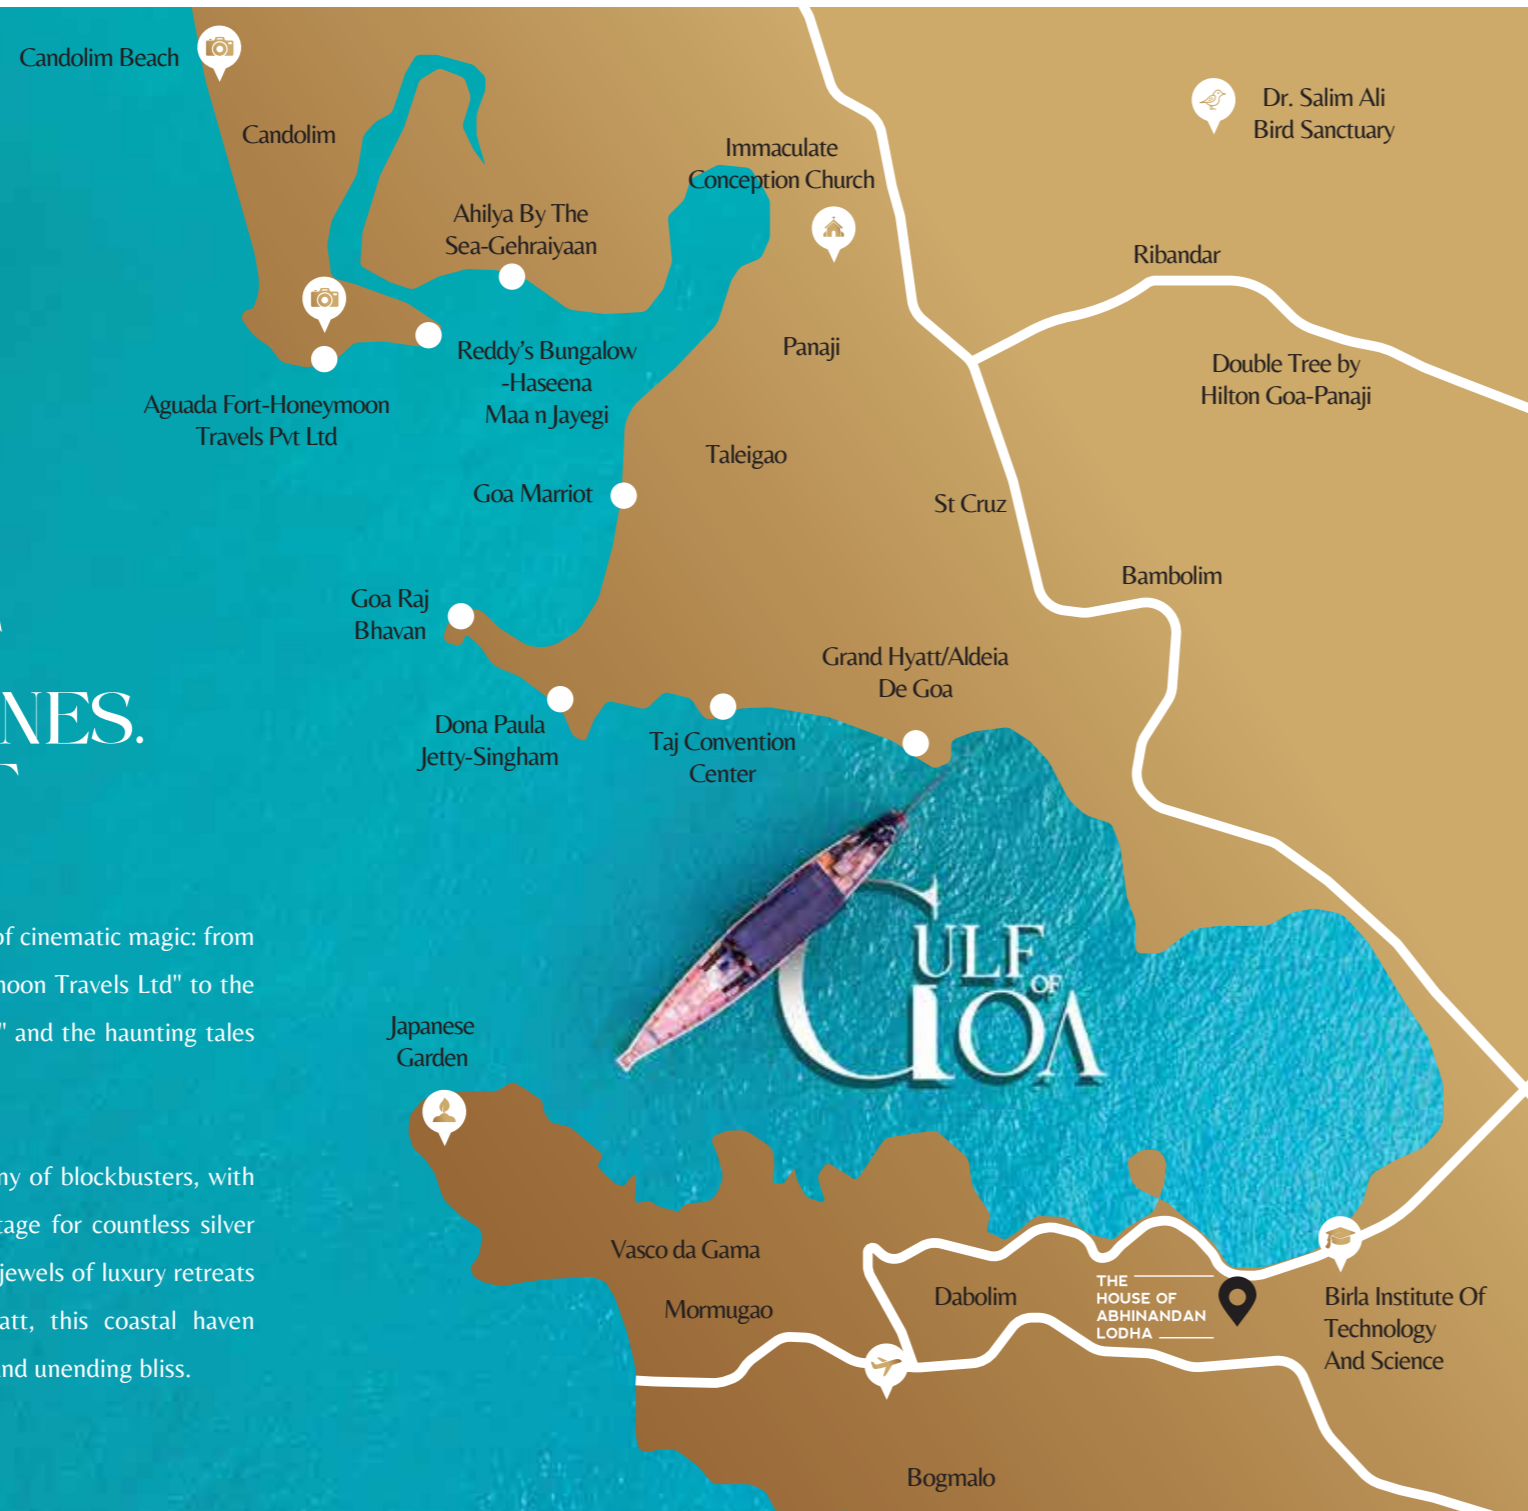 Candolim Beach
Candolim
Dr. Salim Ali
Bird Sanctuary
Immaculate
Conception Church
Ahilya By The
Sea-Gehraiyaan
Ribandar
Reddy's Bungalow
-Haseena
Maa n Jayegi
Panaji
Double Tree by
Hilton Goa-Panaji
Aguada Fort-Honeymoon
Travels Pvt Ltd
Taleigao
Goa Marriot
St Cruz
Bambolim
Goa Raj
Bhavan
Grand Hyatt/Aldeia
De Goa
NES.
Dona Paula
Jetty-Singham
Taj Convention
Center
GULF
OF
GOA
of cinematic magic: from
moon Travels Ltd" to the
" and the haunting tales
Japanese
Garden
ny of blockbusters, with
tage for countless silver
jewels of luxury retreats
att, this coastal haven
nd unending bliss.
Vasco da Gama
Mormugao
Dabolim
THE
HOUSE OF
ABHINANDAN
LODHA
Birla Institute Of
Technology
And Science
Bogmalo